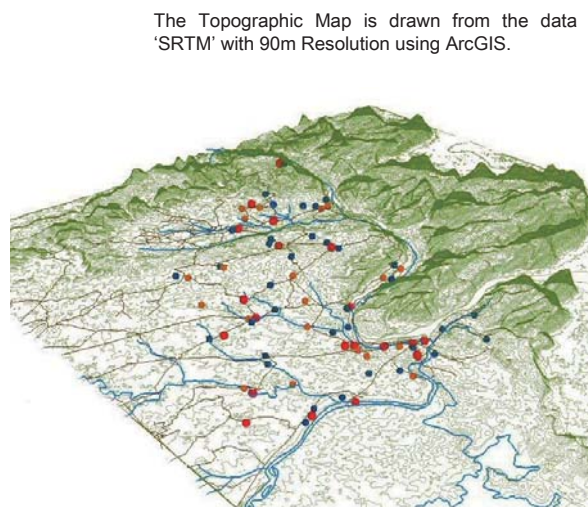 The Topographic Map is drawn from the data
‘SRTM’ with 90m Resolution using ArcGIS.